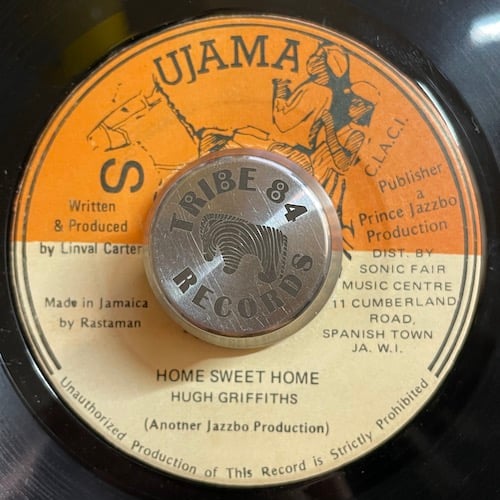 UJAMA
S
C.L.A.C.I.
Written
& Produced
by Linval Carter
Made in Jamaica
by Rastaman
TRIBE 84
RECORDS
Publisher
a
Prince Jazzbo
Production
DIST. BY
SONIC FAIR
MUSIC CENTRE
11 CUMBERLAND
ROAD,
SPANISH TOWN
JA. W.I.
HOME SWEET HOME
HUGH GRIFFITHS
(Another Jazzbo Production)
Unauthorized Production of This Record is Strictly Prohibited